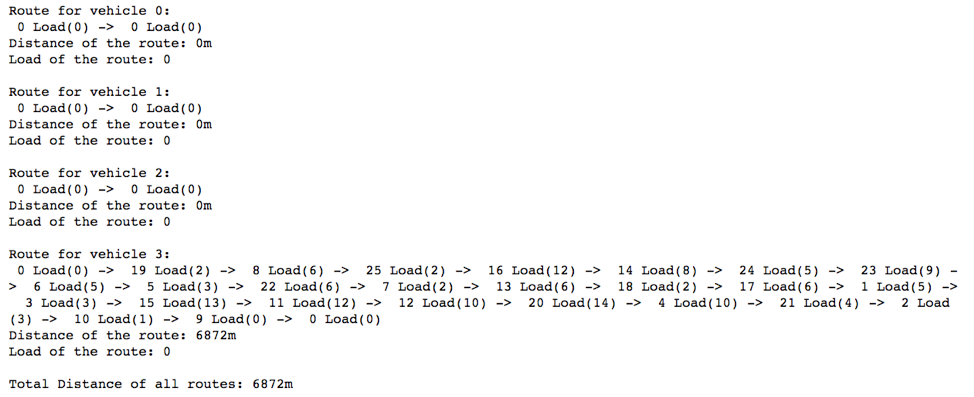 Route for vehicle 0:
 0 Load(0) ->  0 Load(0)
Distance of the route: 0m
Load of the route: 0

Route for vehicle 1:
 0 Load(0) ->  0 Load(0)
Distance of the route: 0m
Load of the route: 0

Route for vehicle 2:
 0 Load(0) ->  0 Load(0)
Distance of the route: 0m
Load of the route: 0

Route for vehicle 3:
 0 Load(0) ->  19 Load(2) ->  8 Load(6) ->  25 Load(2) ->  16 Load(12) ->  14 Load(8) ->  24 Load(5) ->  23 Load(9) -
>  6 Load(5) ->  5 Load(3) ->  22 Load(6) ->  7 Load(2) ->  13 Load(6) ->  18 Load(2) ->  17 Load(6) ->  1 Load(5) ->
  3 Load(3) ->  15 Load(13) ->  11 Load(12) ->  12 Load(10) ->  20 Load(14) ->  4 Load(10) ->  21 Load(4) ->  2 Load
(3) ->  10 Load(1) ->  9 Load(0) ->  0 Load(0)
Distance of the route: 6872m
Load of the route: 0

Total Distance of all routes: 6872m